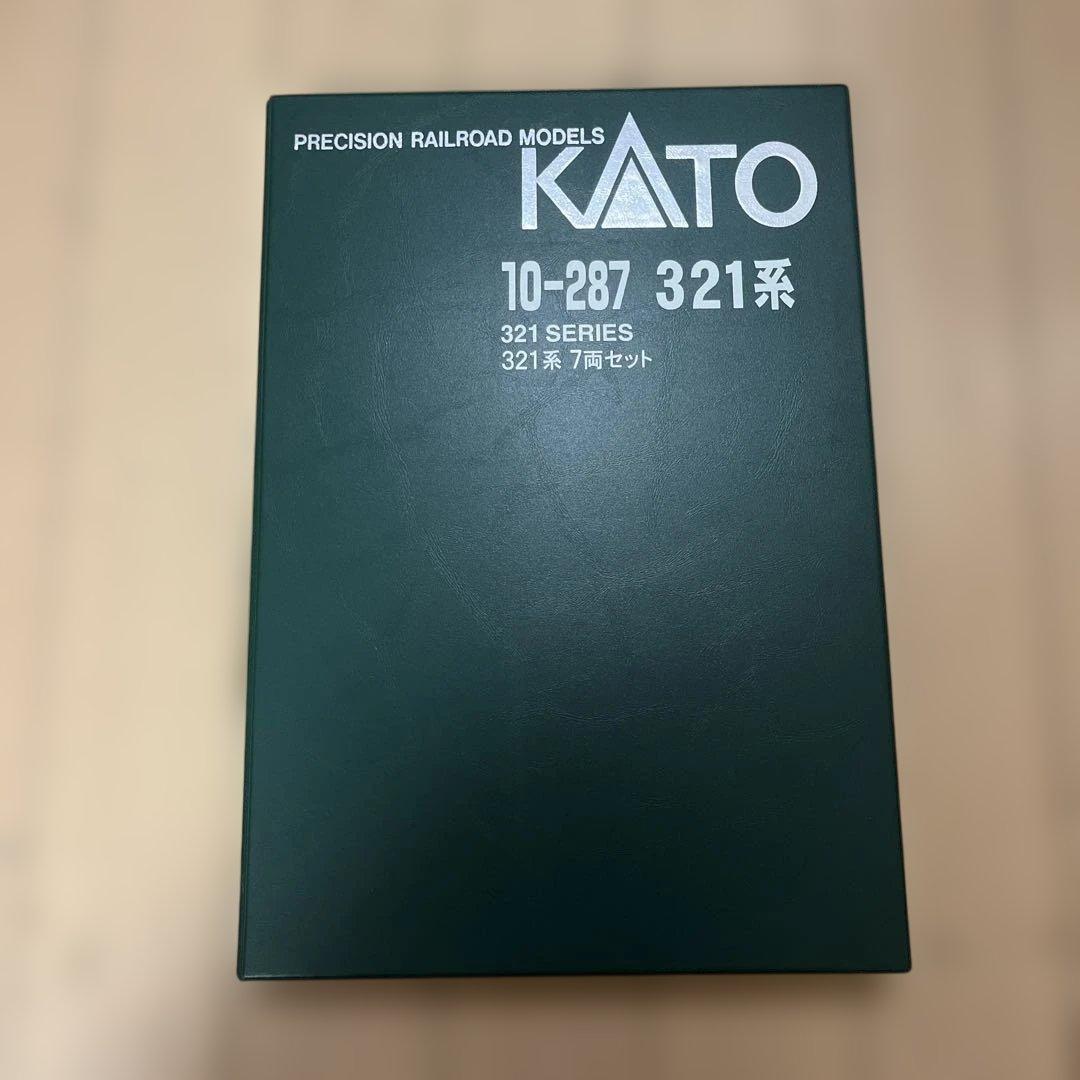 PRECISION RAILROAD MODELS
KATO
10-287 321系
321 SERIES
321系 7両セット